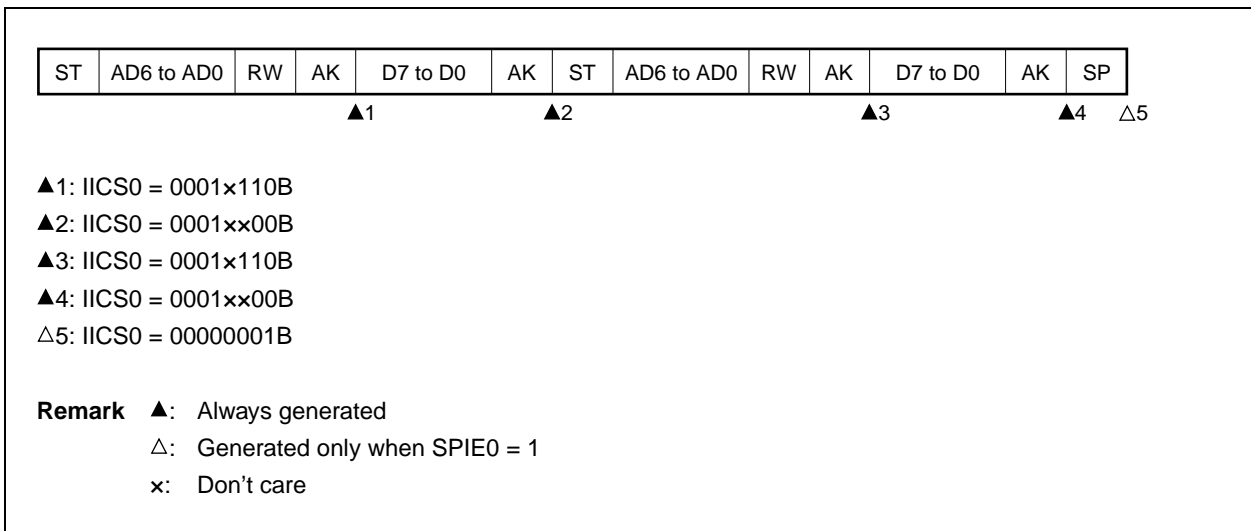 ST AD6 to AD0 RW AK D7 to D0 AK ST AD6 to AD0 RW AK D7 to D0 AK SP
▲1 ▲2 ▲3 ▲4 △5
▲1: IICS0 = 0001×110B
▲2: IICS0 = 0001××00B
▲3: IICS0 = 0001×110B
▲4: IICS0 = 0001××00B
△5: IICS0 = 00000001B
Remark ▲: Always generated
△: Generated only when SPIE0 = 1
×: Don't care